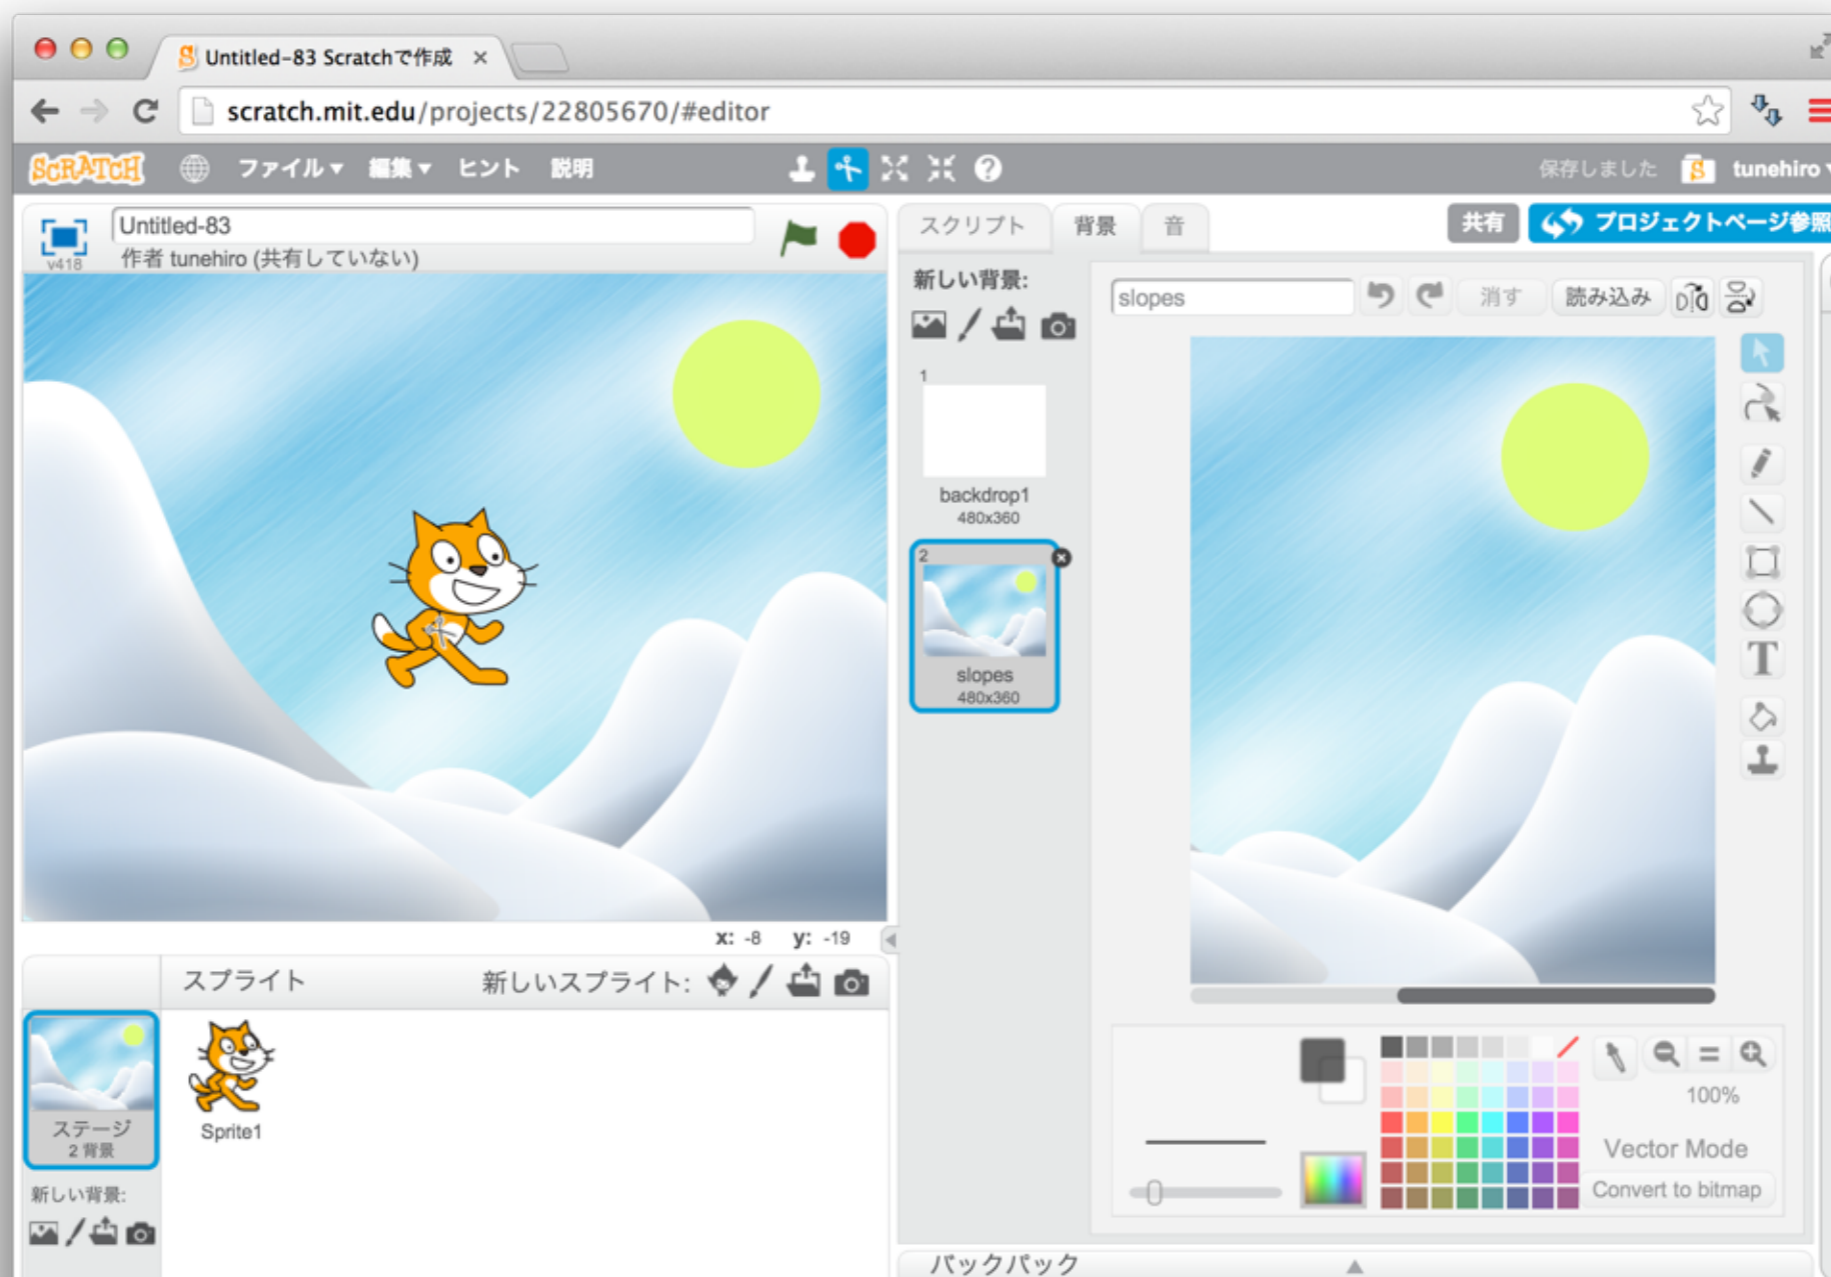 Untitled-83 Scratchで作成
scratch.mit.edu/projects/22805670/#editor
SCRATCH ファイル 編集 ヒント 説明 保存しました tunehiro
v418
Untitled-83
作者 tunehiro (共有していない)
スクリプト 背景 音 共有 プロジェクトページ参照
新しい背景:
slopes 消す 読み込み
1
backdrop1
480x360
2
slopes
480x360
T
x: -8 y: -19
スプライト 新しいスプライト:
ステージ
2 背景
Sprite1
新しい背景:
100%
Vector Mode
Convert to bitmap
バックパック